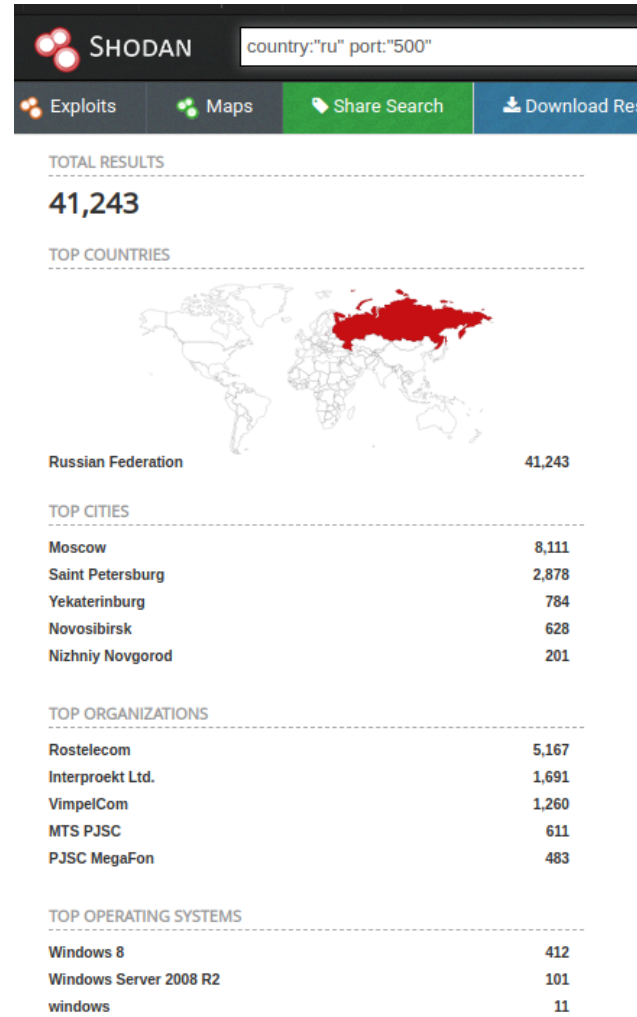 SHODAN
country:"ru" port:"500"
Exploits
Maps
Share Search
Download Res
TOTAL RESULTS
41,243
TOP COUNTRIES
Russian Federation 41,243
TOP CITIES
Moscow 8,111
Saint Petersburg 2,878
Yekaterinburg 784
Novosibirsk 628
Nizhniy Novgorod 201
TOP ORGANIZATIONS
Rostelecom 5,167
Interproekt Ltd. 1,691
VimpelCom 1,260
MTS PJSC 611
PJSC MegaFon 483
TOP OPERATING SYSTEMS
Windows 8 412
Windows Server 2008 R2 101
windows 11